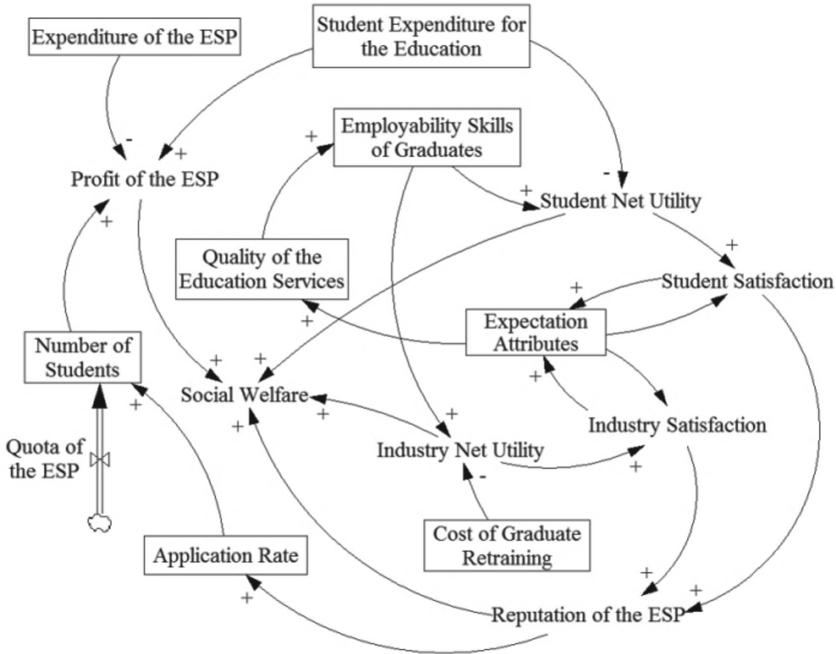 Expenditure of the ESP
Student Expenditure for
the Education
-
+
Profit of the ESP
+
+
Employability Skills
of Graduates
-
+
Student Net Utility
Quality of the
Education Services
+
+
Student Satisfaction
+
+
Expectation
Attributes
Number of
Students
+
+
+
Social Welfare
+
+
+
Industry Satisfaction
+
Quota of
the ESP
+
Industry Net Utility
-
+
Cost of Graduate
Retraining
Application Rate
+
+
+
Reputation of the ESP